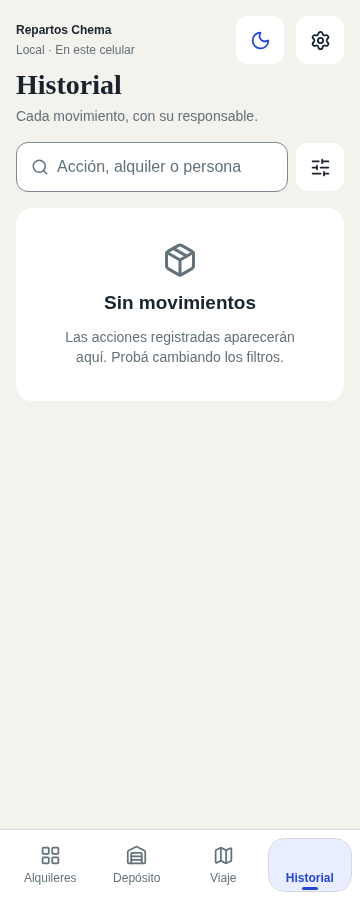 Repartos Chema
Local · En este celular
Historial
Cada movimiento, con su responsable.
Acción, alquiler o persona
Sin movimientos
Las acciones registradas aparecerán
aquí. Probá cambiando los filtros.
Alquileres
Depósito
Viaje
Historial